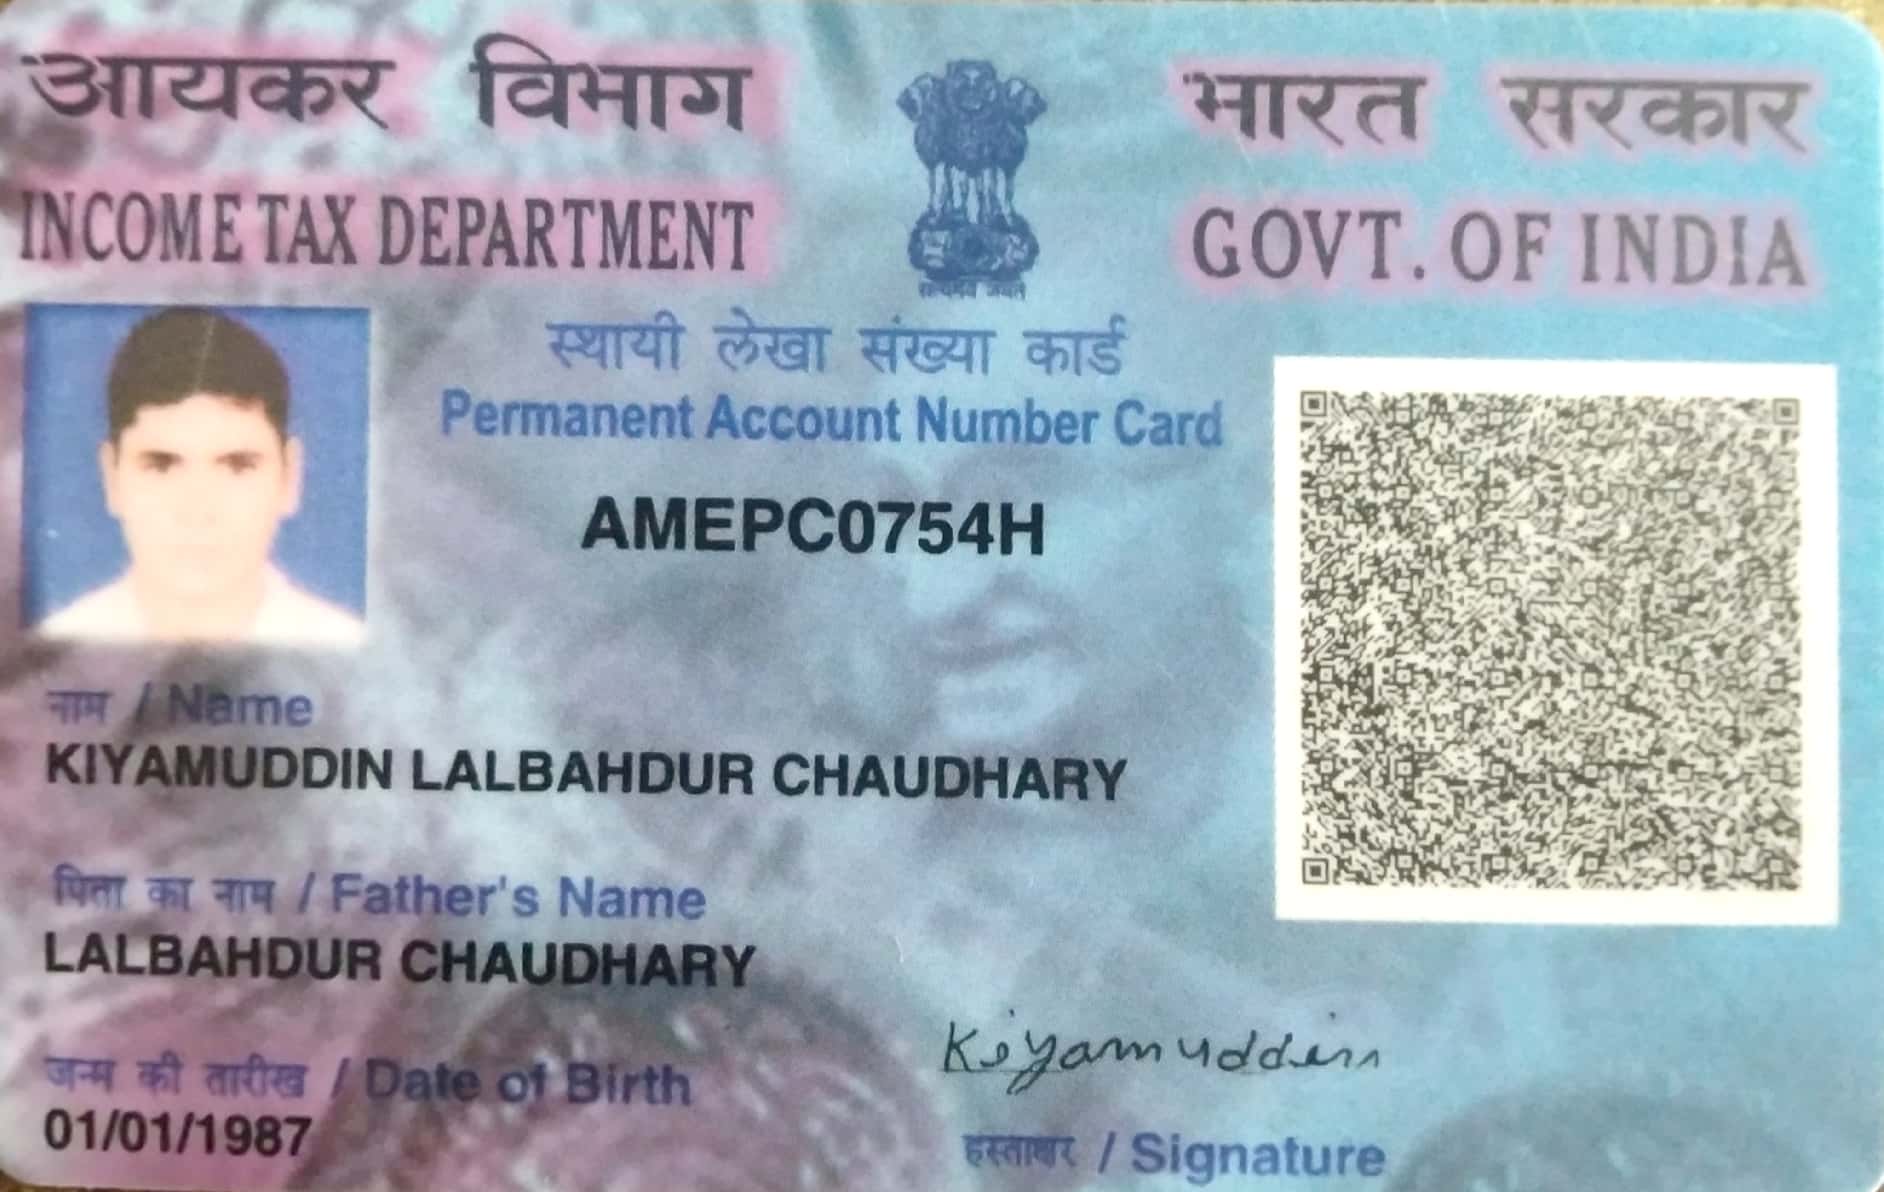 आयकर विभाग
INCOME TAX DEPARTMENT
भारत सरकार
GOVT. OF INDIA
सत्यमेव जयते
स्थायी लेखा संख्या कार्ड
Permanent Account Number Card
AMEPC0754H
नाम / Name
KIYAMUDDIN LALBAHDUR CHAUDHARY
पिता का नाम / Father's Name
LALBAHDUR CHAUDHARY
जन्म की तारीख / Date of Birth
01/01/1987
Kiyamuddin
हस्ताक्षर / Signature